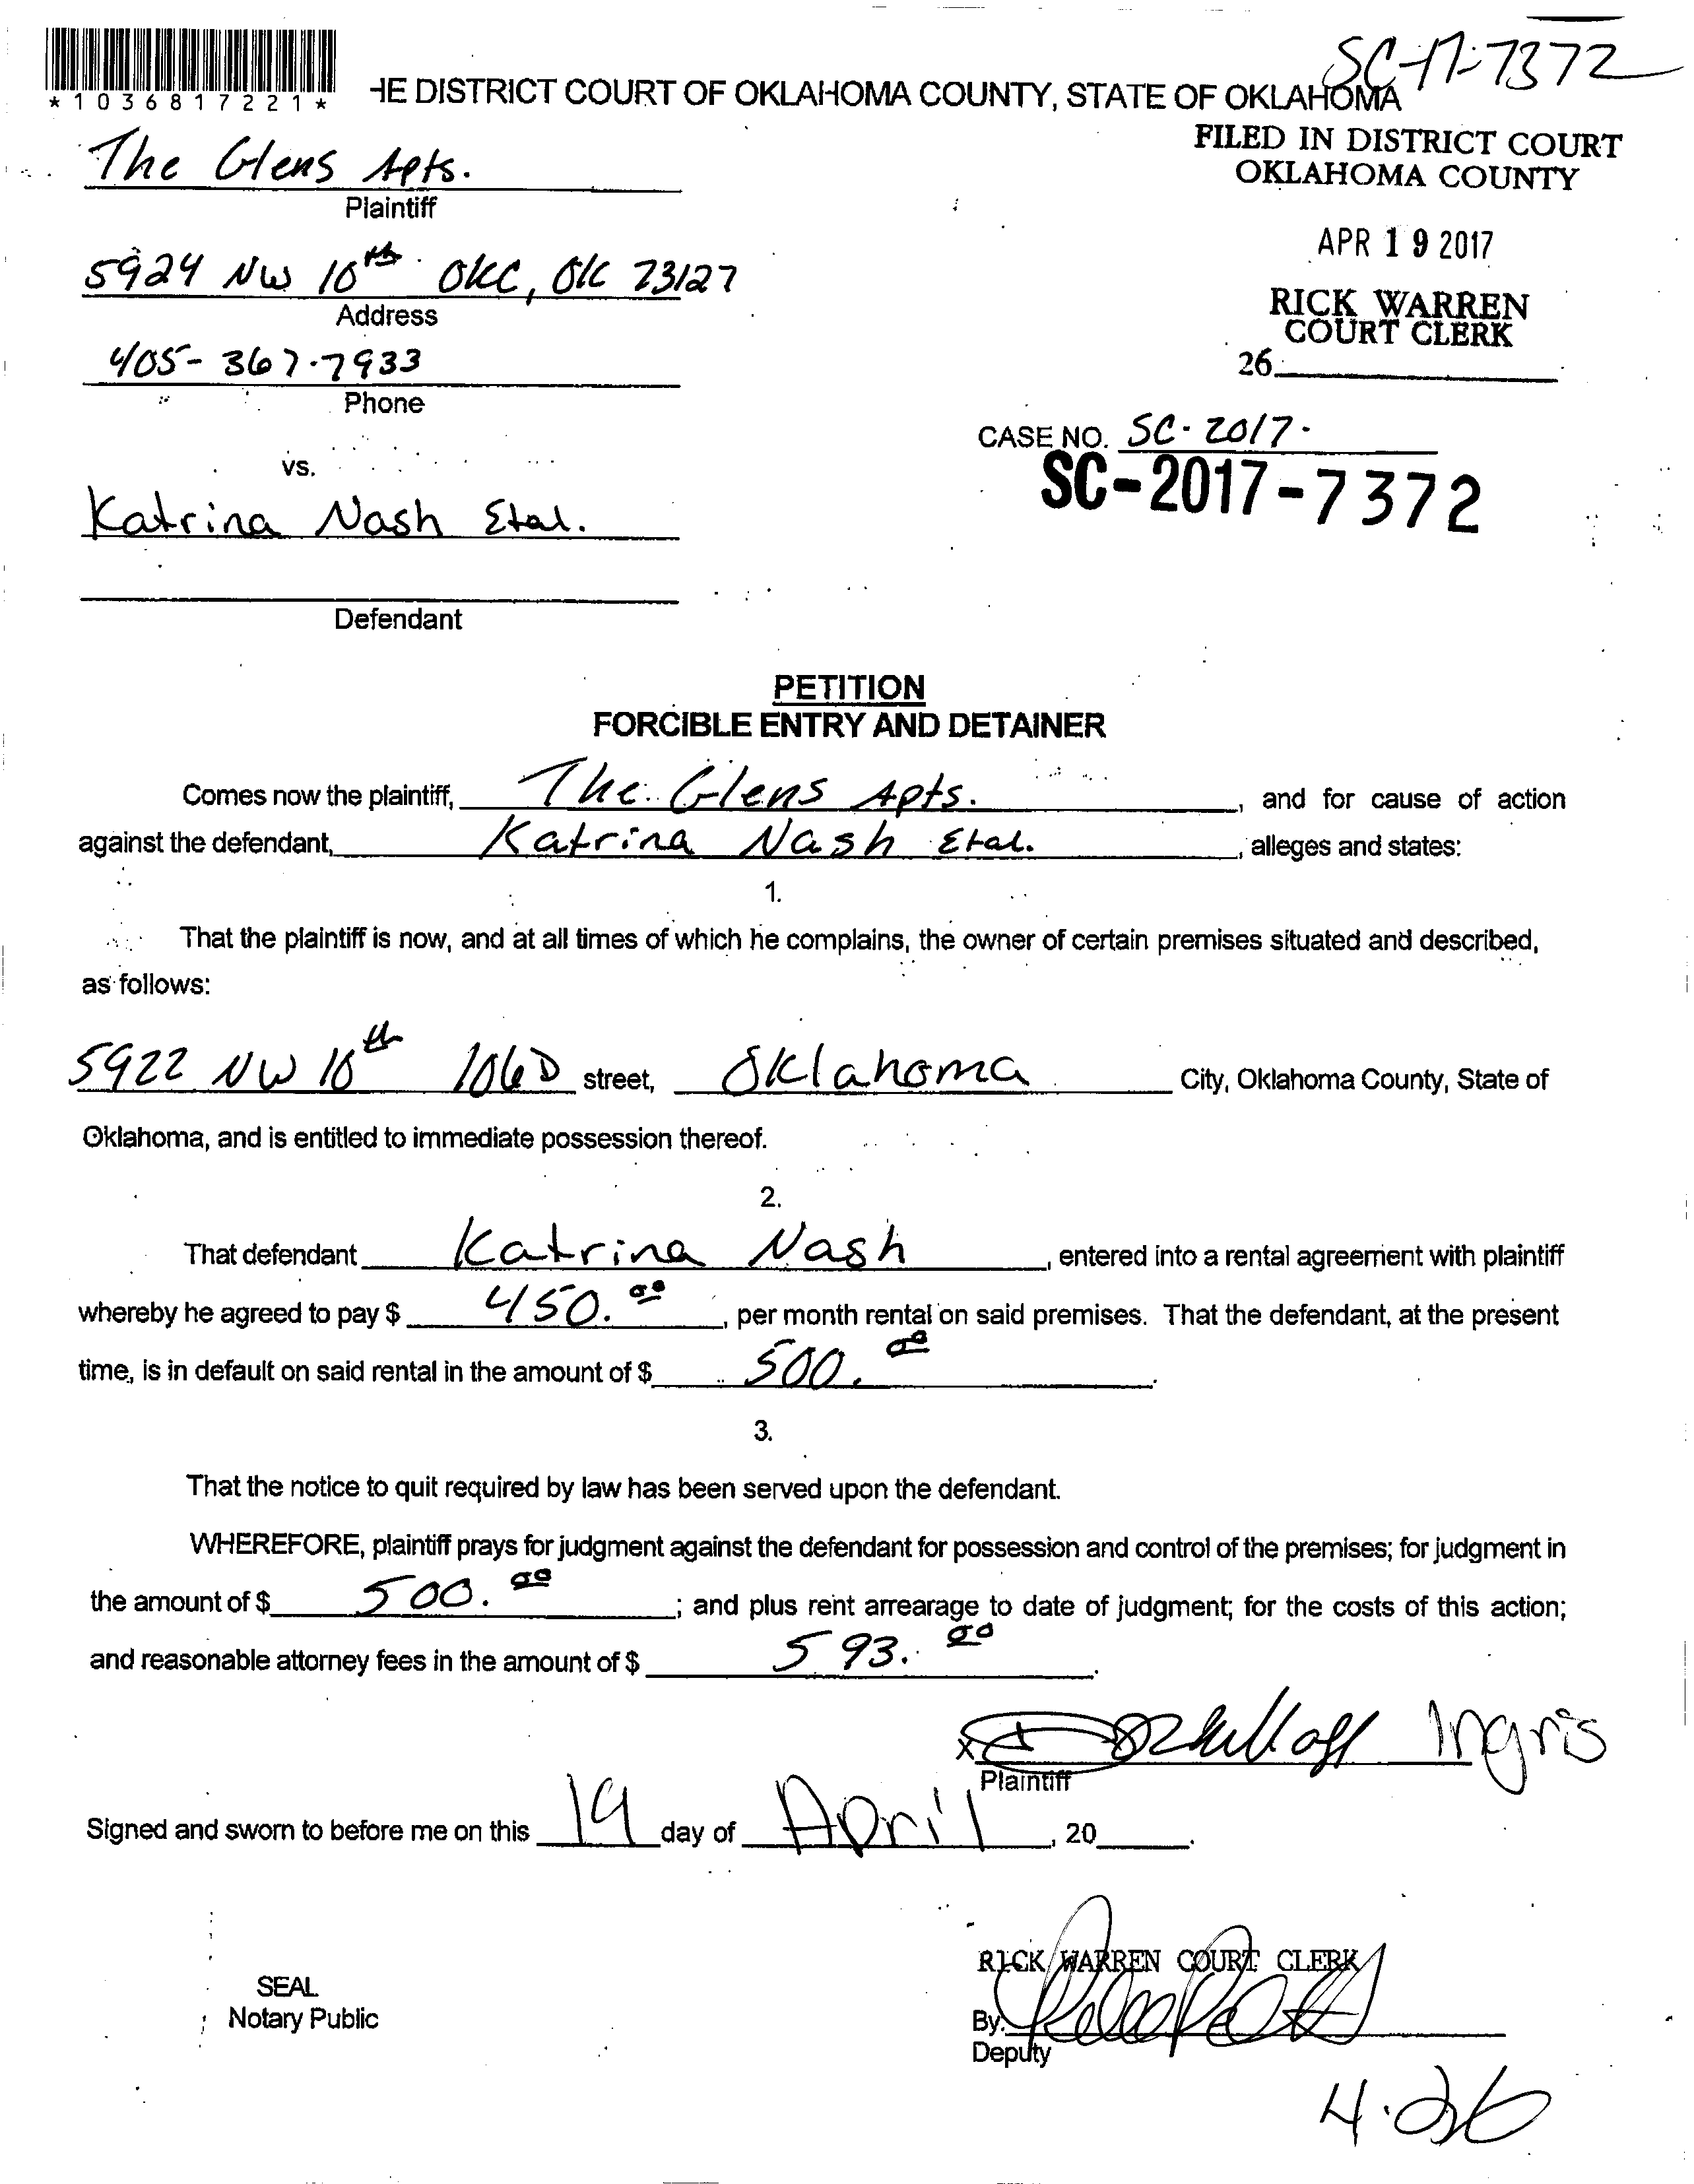 SC-17-7372
*1036817221*
HE DISTRICT COURT OF OKLAHOMA COUNTY, STATE OF OKLAHOMA
FILED IN DISTRICT COURT
OKLAHOMA COUNTY
The Glens Apts.
Plaintiff
APR 19 2017
5924 NW 10th OKC, OK 73127
Address
RICK WARREN
COURT CLERK
405-367-7933
26
Phone
CASE NO. SC-2017-
vs.
SC-2017-7372
Katrina Nash Etal.
Defendant
PETITION
FORCIBLE ENTRY AND DETAINER
Comes now the plaintiff, The Glens Apts. , and for cause of action
against the defendant, Katrina Nash Etal. , alleges and states:
1.
That the plaintiff is now, and at all times of which he complains, the owner of certain premises situated and described,
as follows:
5922 NW 10th 106D street, Oklahoma City, Oklahoma County, State of
Oklahoma, and is entitled to immediate possession thereof.
2.
That defendant Katrina Nash , entered into a rental agreement with plaintiff
whereby he agreed to pay $ 450.00 , per month rental on said premises. That the defendant, at the present
time, is in default on said rental in the amount of $ 500.00 .
3.
That the notice to quit required by law has been served upon the defendant.
WHEREFORE, plaintiff prays for judgment against the defendant for possession and control of the premises; for judgment in
the amount of $ 500.00 ; and plus rent arrearage to date of judgment; for the costs of this action;
and reasonable attorney fees in the amount of $ 593.00 .
x Ingris
Plaintiff
Signed and sworn to before me on this 19 day of April , 20 .
RICK WARREN COURT CLERK
SEAL
Notary Public
By:
Deputy
4-26